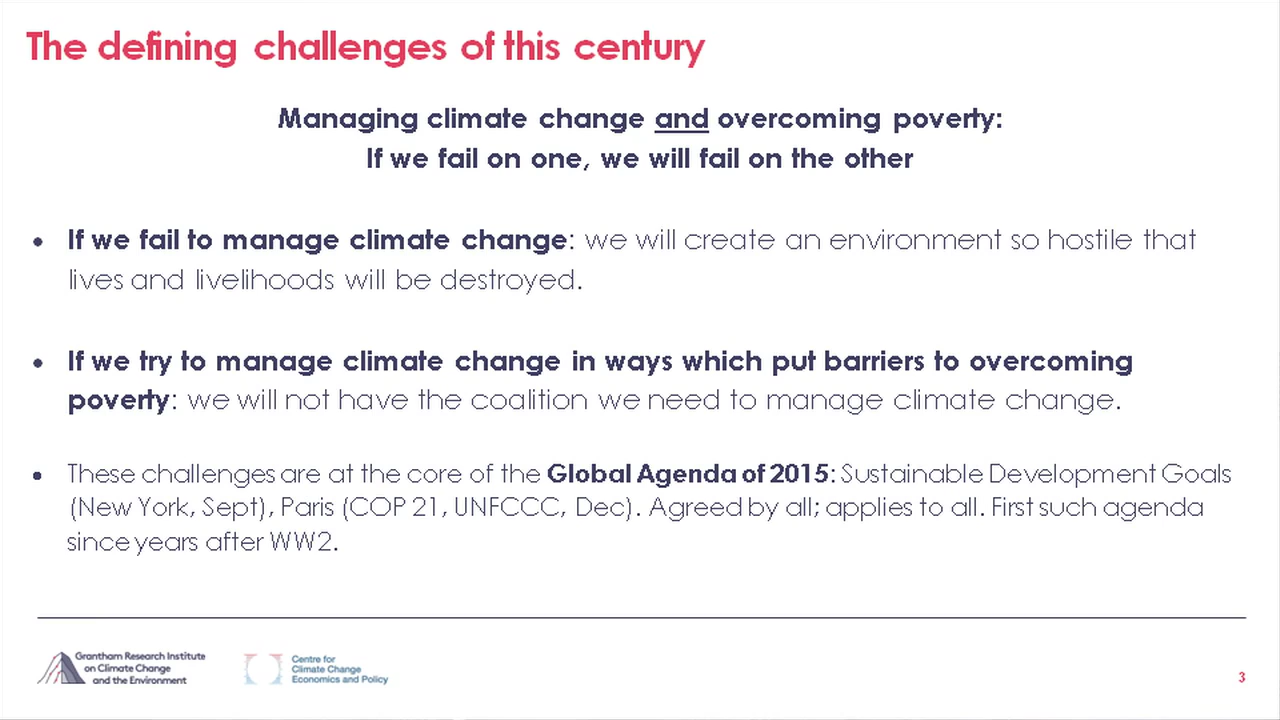 The defining challenges of this century
Managing climate change and overcoming poverty:
If we fail on one, we will fail on the other
• If we fail to manage climate change: we will create an environment so hostile that
lives and livelihoods will be destroyed.
• If we try to manage climate change in ways which put barriers to overcoming
poverty: we will not have the coalition we need to manage climate change.
• These challenges are at the core of the Global Agenda of 2015: Sustainable Development Goals
(New York, Sept), Paris (COP 21, UNFCCC, Dec). Agreed by all; applies to all. First such agenda
since years after WW2.
Grantham Research Institute
on Climate Change
and the Environment
Centre for
Climate Change
Economics and Policy
3